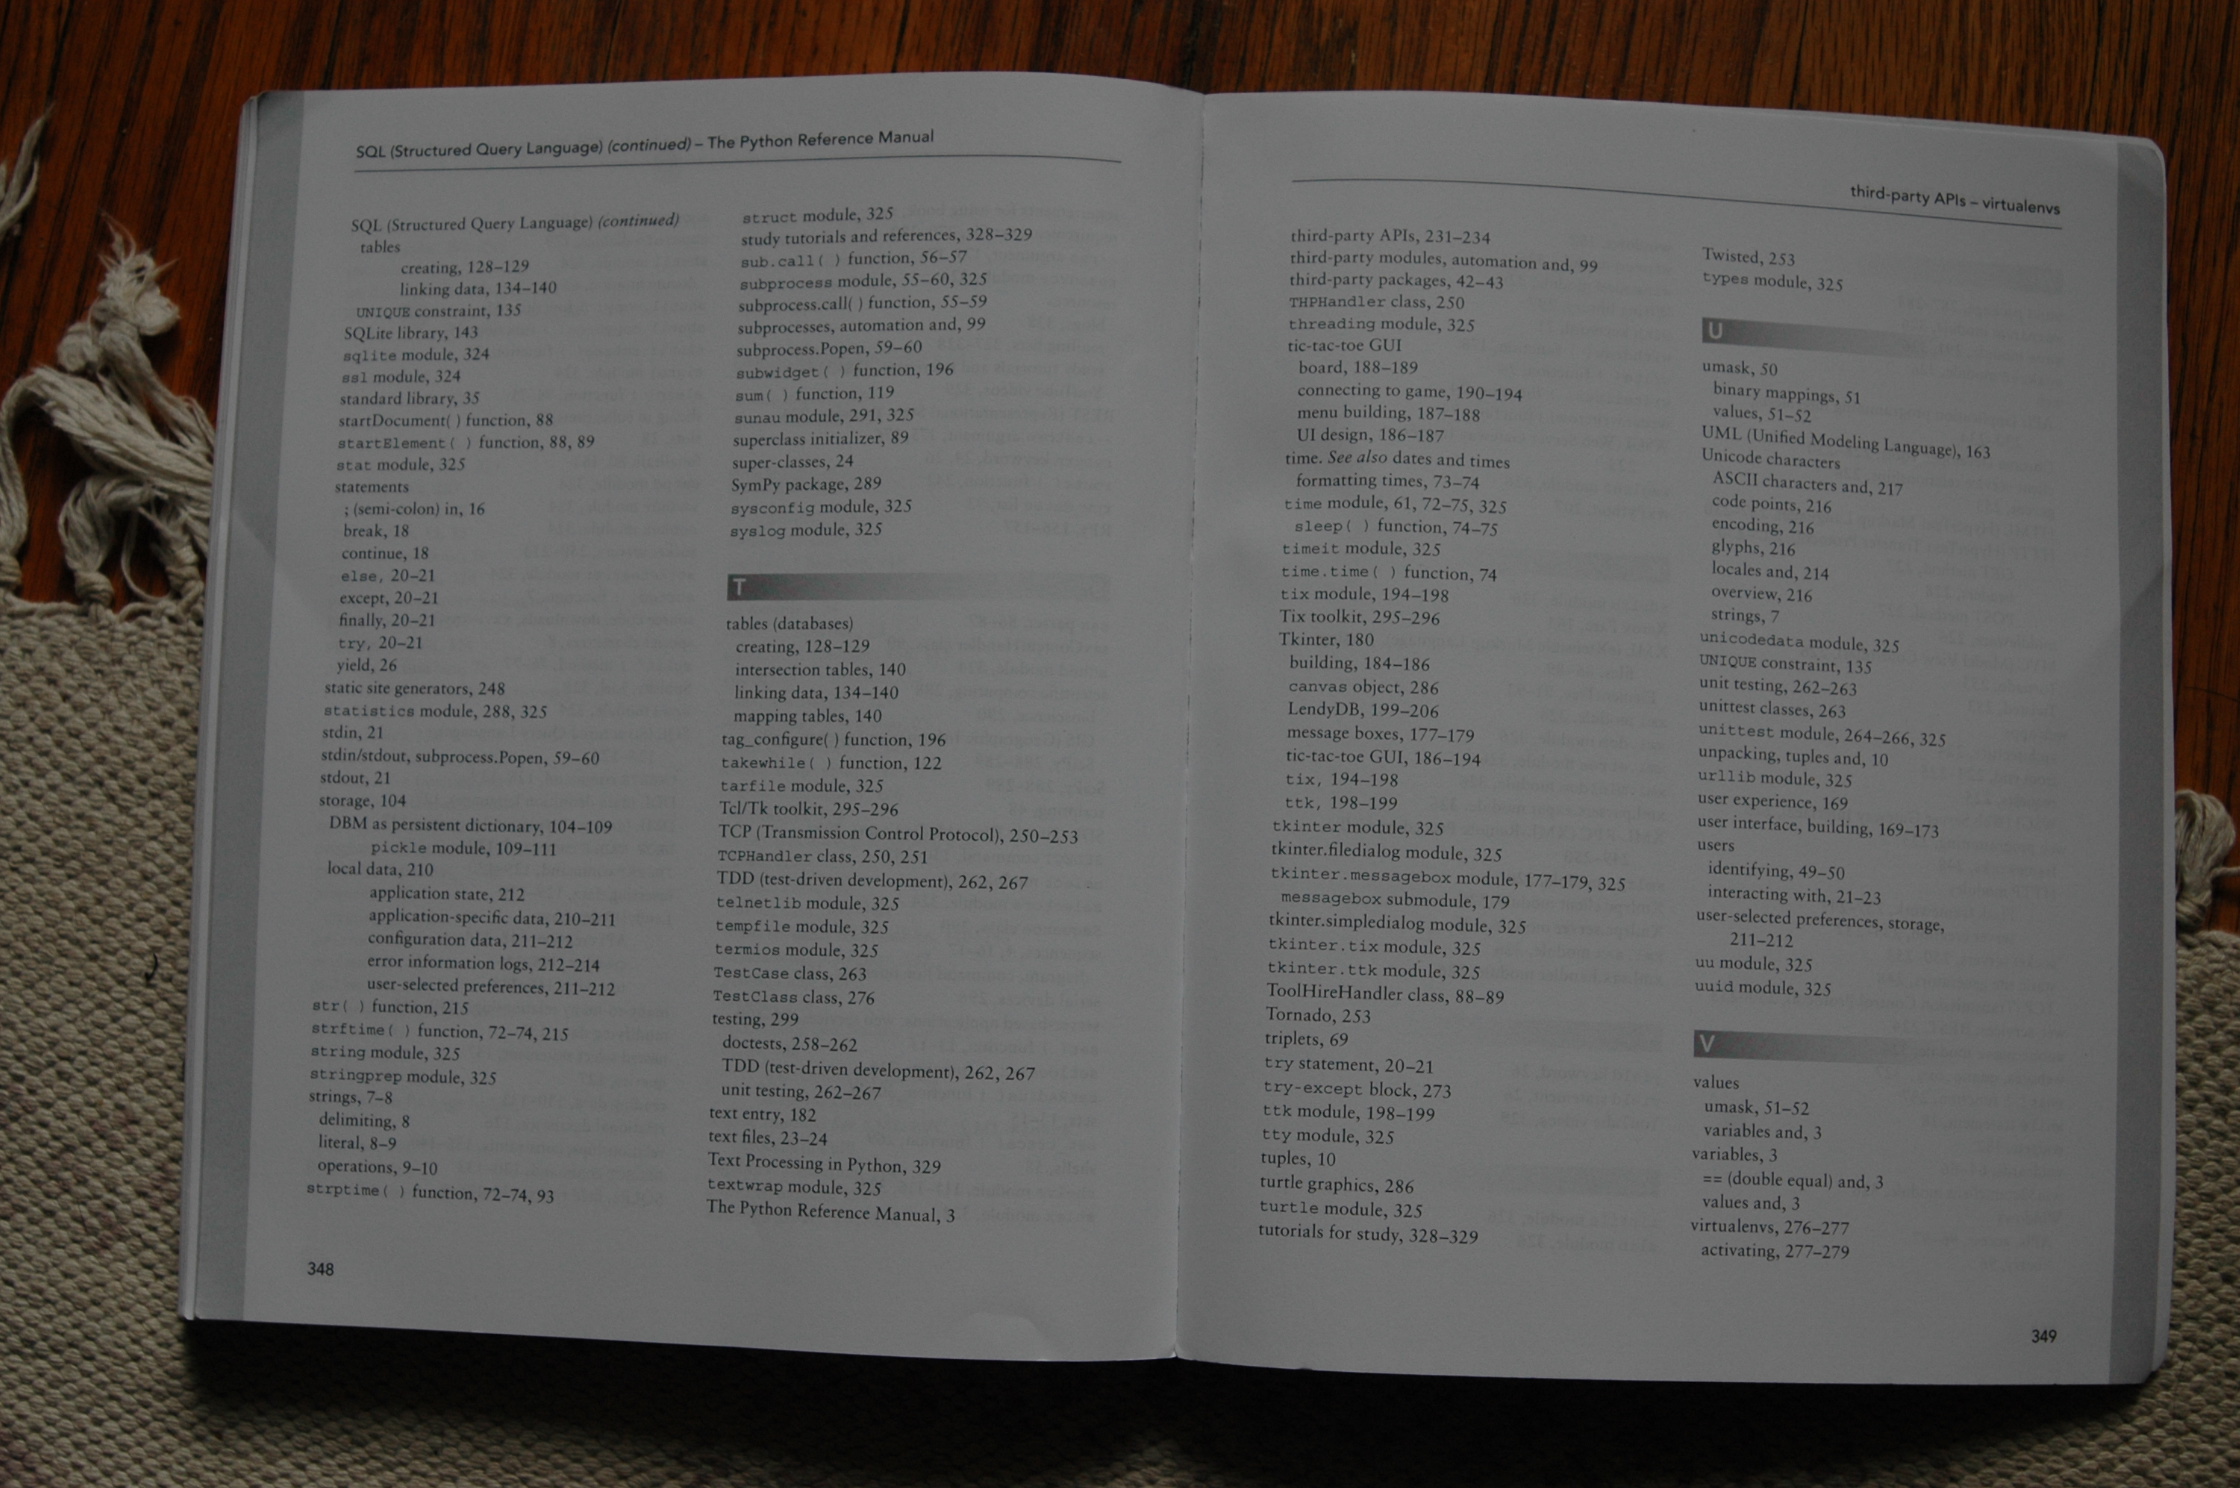 SQL (Structured Query Language) (continued) – The Python Reference Manual
SQL (Structured Query Language) (continued)
tables
creating, 128–129
linking data, 134–140
UNIQUE constraint, 135
SQLite library, 143
sqlite module, 324
ssl module, 324
standard library, 35
startDocument() function, 88
startElement() function, 88, 89
stat module, 325
statements
; (semi-colon) in, 16
break, 18
continue, 18
else, 20–21
except, 20–21
finally, 20–21
try, 20–21
yield, 26
static site generators, 248
statistics module, 288, 325
stdin, 21
stdin/stdout, subprocess.Popen, 59–60
stdout, 21
storage, 104
DBM as persistent dictionary, 104–109
pickle module, 109–111
local data, 210
application state, 212
application-specific data, 210–211
configuration data, 211–212
error information logs, 212–214
user-selected preferences, 211–212
str() function, 215
strftime() function, 72–74, 215
string module, 325
stringprep module, 325
strings, 7–8
delimiting, 8
literal, 8–9
operations, 9–10
strptime() function, 72–74, 93
struct module, 325
study tutorials and references, 328–329
sub.call() function, 56–57
subprocess module, 55–60, 325
subprocess.call() function, 55–59
subprocesses, automation and, 99
subprocess.Popen, 59–60
subwidget() function, 196
sum() function, 119
sunau module, 291, 325
superclass initializer, 89
super-classes, 24
SymPy package, 289
sysconfig module, 325
syslog module, 325
T
tables (databases)
creating, 128–129
intersection tables, 140
linking data, 134–140
mapping tables, 140
tag_configure() function, 196
takewhile() function, 122
tarfile module, 325
Tcl/Tk toolkit, 295–296
TCP (Transmission Control Protocol), 250–253
TCPHandler class, 250, 251
TDD (test-driven development), 262, 267
telnetlib module, 325
tempfile module, 325
termios module, 325
TestCase class, 263
TestClass class, 276
testing, 299
doctests, 258–262
TDD (test-driven development), 262, 267
unit testing, 262–267
text entry, 182
text files, 23–24
Text Processing in Python, 329
textwrap module, 325
The Python Reference Manual, 3
348
third-party APIs – virtualenvs
third-party APIs, 231–234
third-party modules, automation and, 99
third-party packages, 42–43
THPHandler class, 250
threading module, 325
tic-tac-toe GUI
board, 188–189
connecting to game, 190–194
menu building, 187–188
UI design, 186–187
time. See also dates and times
formatting times, 73–74
time module, 61, 72–75, 325
sleep() function, 74–75
timeit module, 325
time.time() function, 74
tix module, 194–198
Tix toolkit, 295–296
Tkinter, 180
building, 184–186
canvas object, 286
LendyDB, 199–206
message boxes, 177–179
tic-tac-toe GUI, 186–194
tix, 194–198
ttk, 198–199
tkinter module, 325
tkinter.filedialog module, 325
tkinter.messagebox module, 177–179, 325
messagebox submodule, 179
tkinter.simpledialog module, 325
tkinter.tix module, 325
tkinter.ttk module, 325
ToolHireHandler class, 88–89
Tornado, 253
triplets, 69
try statement, 20–21
try-except block, 273
ttk module, 198–199
tty module, 325
tuples, 10
turtle graphics, 286
turtle module, 325
tutorials for study, 328–329
Twisted, 253
types module, 325
U
umask, 50
binary mappings, 51
values, 51–52
UML (Unified Modeling Language), 163
Unicode characters
ASCII characters and, 217
code points, 216
encoding, 216
glyphs, 216
locales and, 214
overview, 216
strings, 7
unicodedata module, 325
UNIQUE constraint, 135
unit testing, 262–263
unittest classes, 263
unittest module, 264–266, 325
unpacking, tuples and, 10
urllib module, 325
user experience, 169
user interface, building, 169–173
users
identifying, 49–50
interacting with, 21–23
user-selected preferences, storage,
211–212
uu module, 325
uuid module, 325
V
values
umask, 51–52
variables and, 3
variables, 3
== (double equal) and, 3
values and, 3
virtualenvs, 276–277
activating, 277–279
349